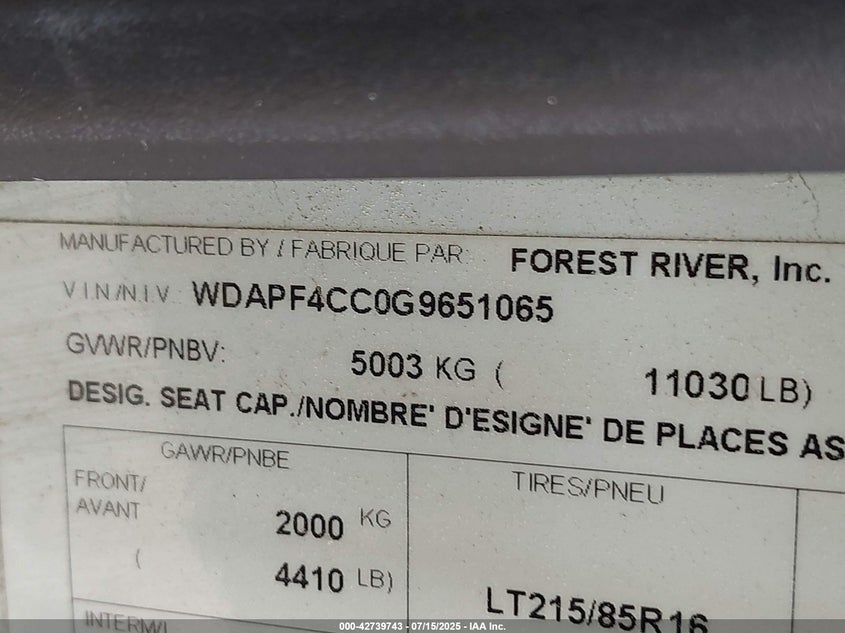 MANUFACTURED BY / FABRIQUE PAR: FOREST RIVER, Inc.
V.I.N./N.I.V. WDAPF4CC0G9651065
GVWR/PNBV: 5003 KG ( 11030 LB)
DESIG. SEAT CAP./NOMBRE' D'ESIGNE' DE PLACES AS
GAWR/PNBE
TIRES/PNEU
FRONT/
AVANT
2000 KG
( 4410 LB)
LT215/85R16
INTERM/I
000-42739743 - 07/15/2025 - IAA Inc.